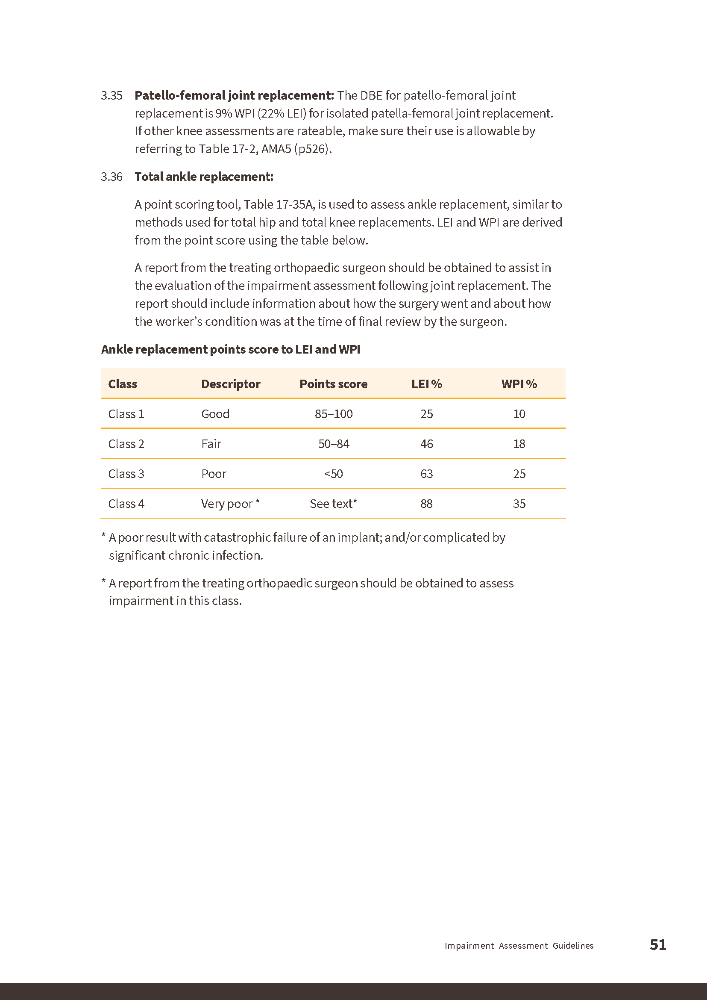 3.35 Patello-femoral joint replacement: The DBE for patello-femoral joint
replacement is 9% WPI (22% LEI) for isolated patella-femoral joint replacement.
If other knee assessments are rateable, make sure their use is allowable by
referring to Table 17-2, AMA5 (p526).
3.36 Total ankle replacement:
A point scoring tool, Table 17-35A, is used to assess ankle replacement, similar to
methods used for total hip and total knee replacements. LEI and WPI are derived
from the point score using the table below.
A report from the treating orthopaedic surgeon should be obtained to assist in
the evaluation of the impairment assessment following joint replacement. The
report should include information about how the surgery went and about how
the worker’s condition was at the time of final review by the surgeon.
Ankle replacement points score to LEI and WPI
Class Descriptor Points score LEI % WPI %
Class 1 Good 85–100 25 10
Class 2 Fair 50–84 46 18
Class 3 Poor <50 63 25
Class 4 Very poor * See text* 88 35
* A poor result with catastrophic failure of an implant; and/or complicated by
significant chronic infection.
* A report from the treating orthopaedic surgeon should be obtained to assess
impairment in this class.
Impairment Assessment Guidelines 51